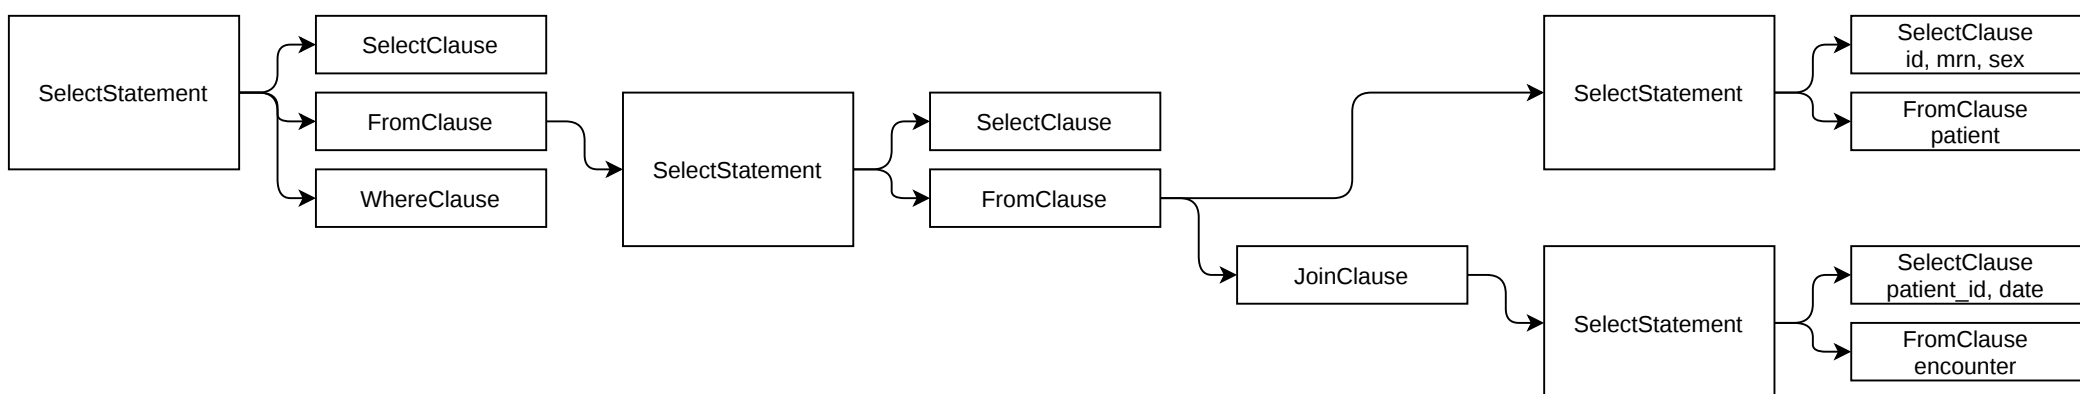 SelectStatement
SelectClause
FromClause
WhereClause
SelectStatement
SelectClause
FromClause
JoinClause
SelectStatement
SelectClause
id, mrn, sex
FromClause
patient
SelectStatement
SelectClause
patient_id, date
FromClause
encounter